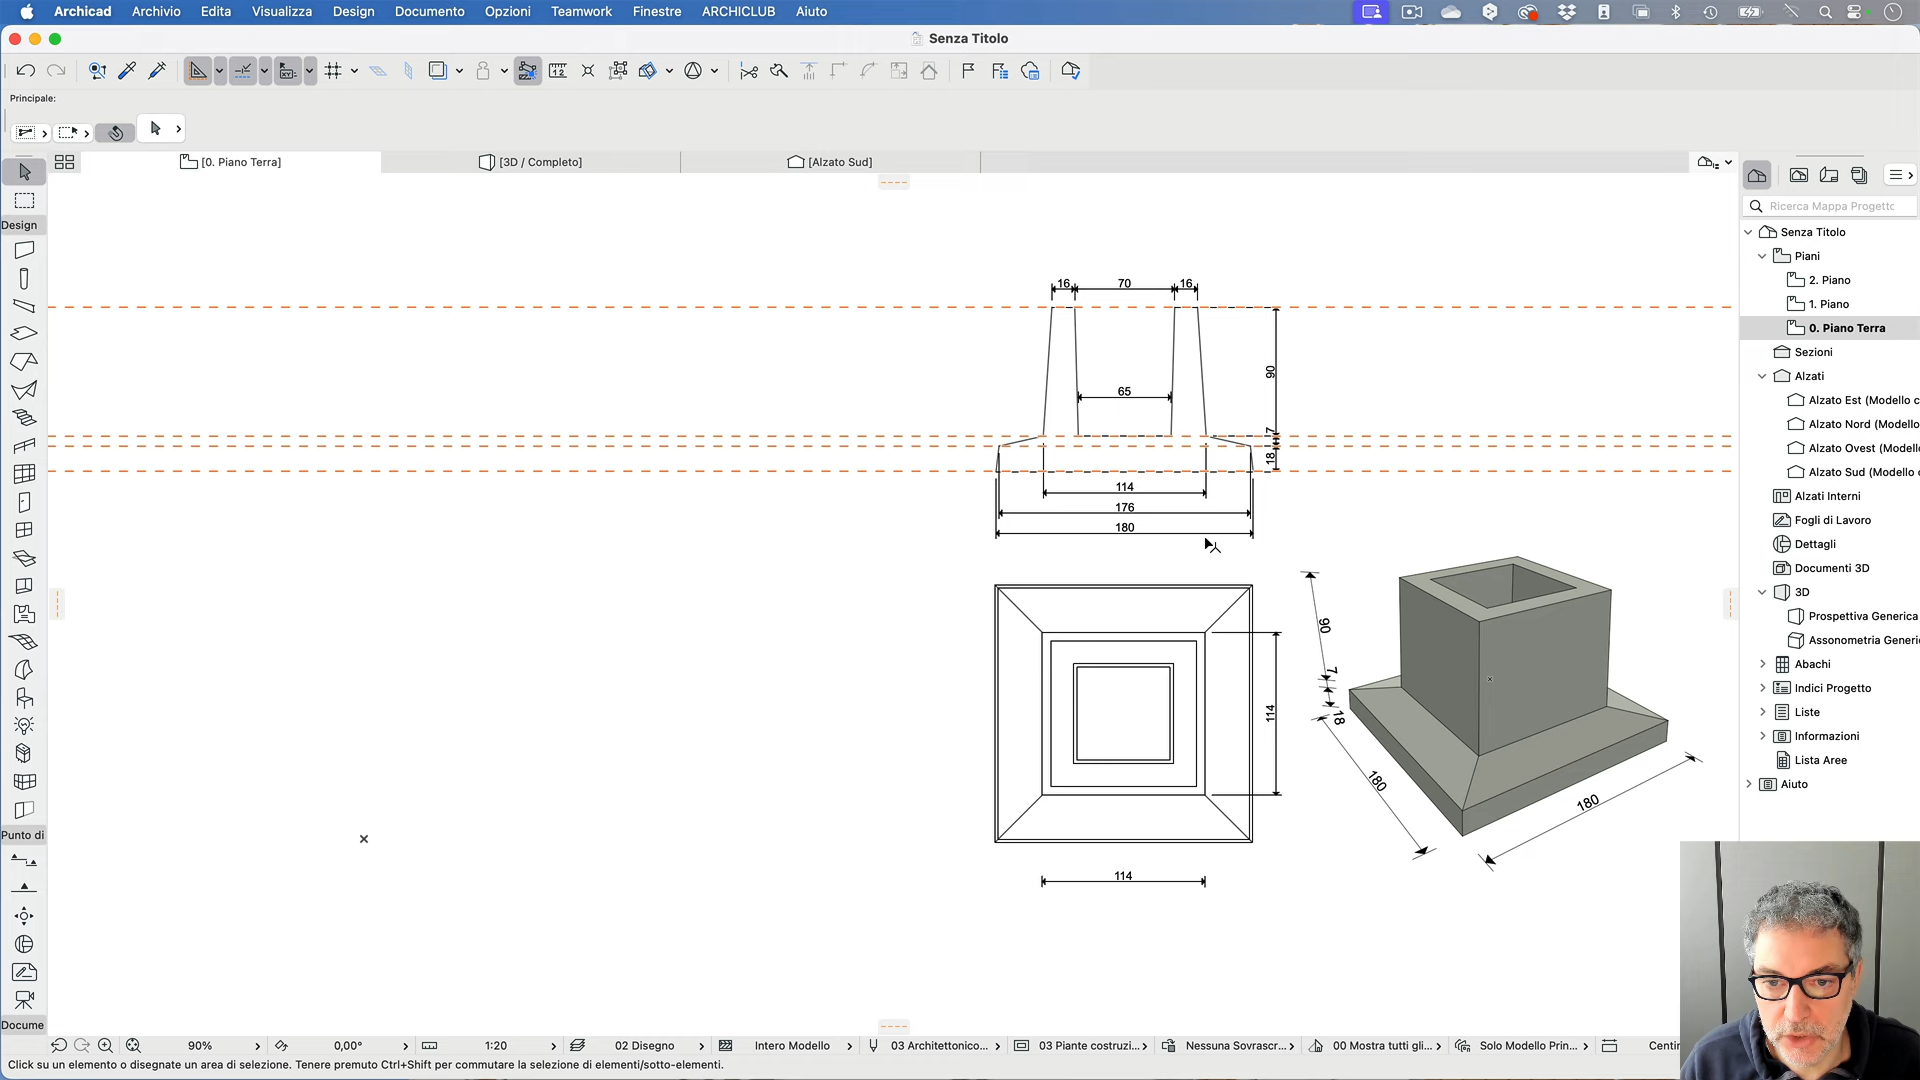 Archicad Archivio Edita Visualizza Design Documento Opzioni Teamwork Finestre ARCHICLUB Aiuto
Senza Titolo
Principale:
[0. Piano Terra] [3D / Completo] [Alzato Sud]
Design
Punto di
Docume
16 70 16
90
65
7
18
114
176
180
114
114
90
7
18
180
180
Ricerca Mappa Progetto
Senza Titolo
Piani
2. Piano
1. Piano
0. Piano Terra
Sezioni
Alzati
Alzato Est (Modello c
Alzato Nord (Modello
Alzato Ovest (Modello
Alzato Sud (Modello c
Alzati Interni
Fogli di Lavoro
Dettagli
Documenti 3D
3D
Prospettiva Generica
Assonometria Generi
Abachi
Indici Progetto
Liste
Informazioni
Lista Aree
Aiuto
90% 0,00° 1:20 02 Disegno Intero Modello 03 Architettonico... 03 Piante costruzi... Nessuna Sovrascr... 00 Mostra tutti gli... Solo Modello Prin... Centir
Click su un elemento o disegnate un area di selezione. Tenere premuto Ctrl+Shift per commutare la selezione di elementi/sotto-elementi.